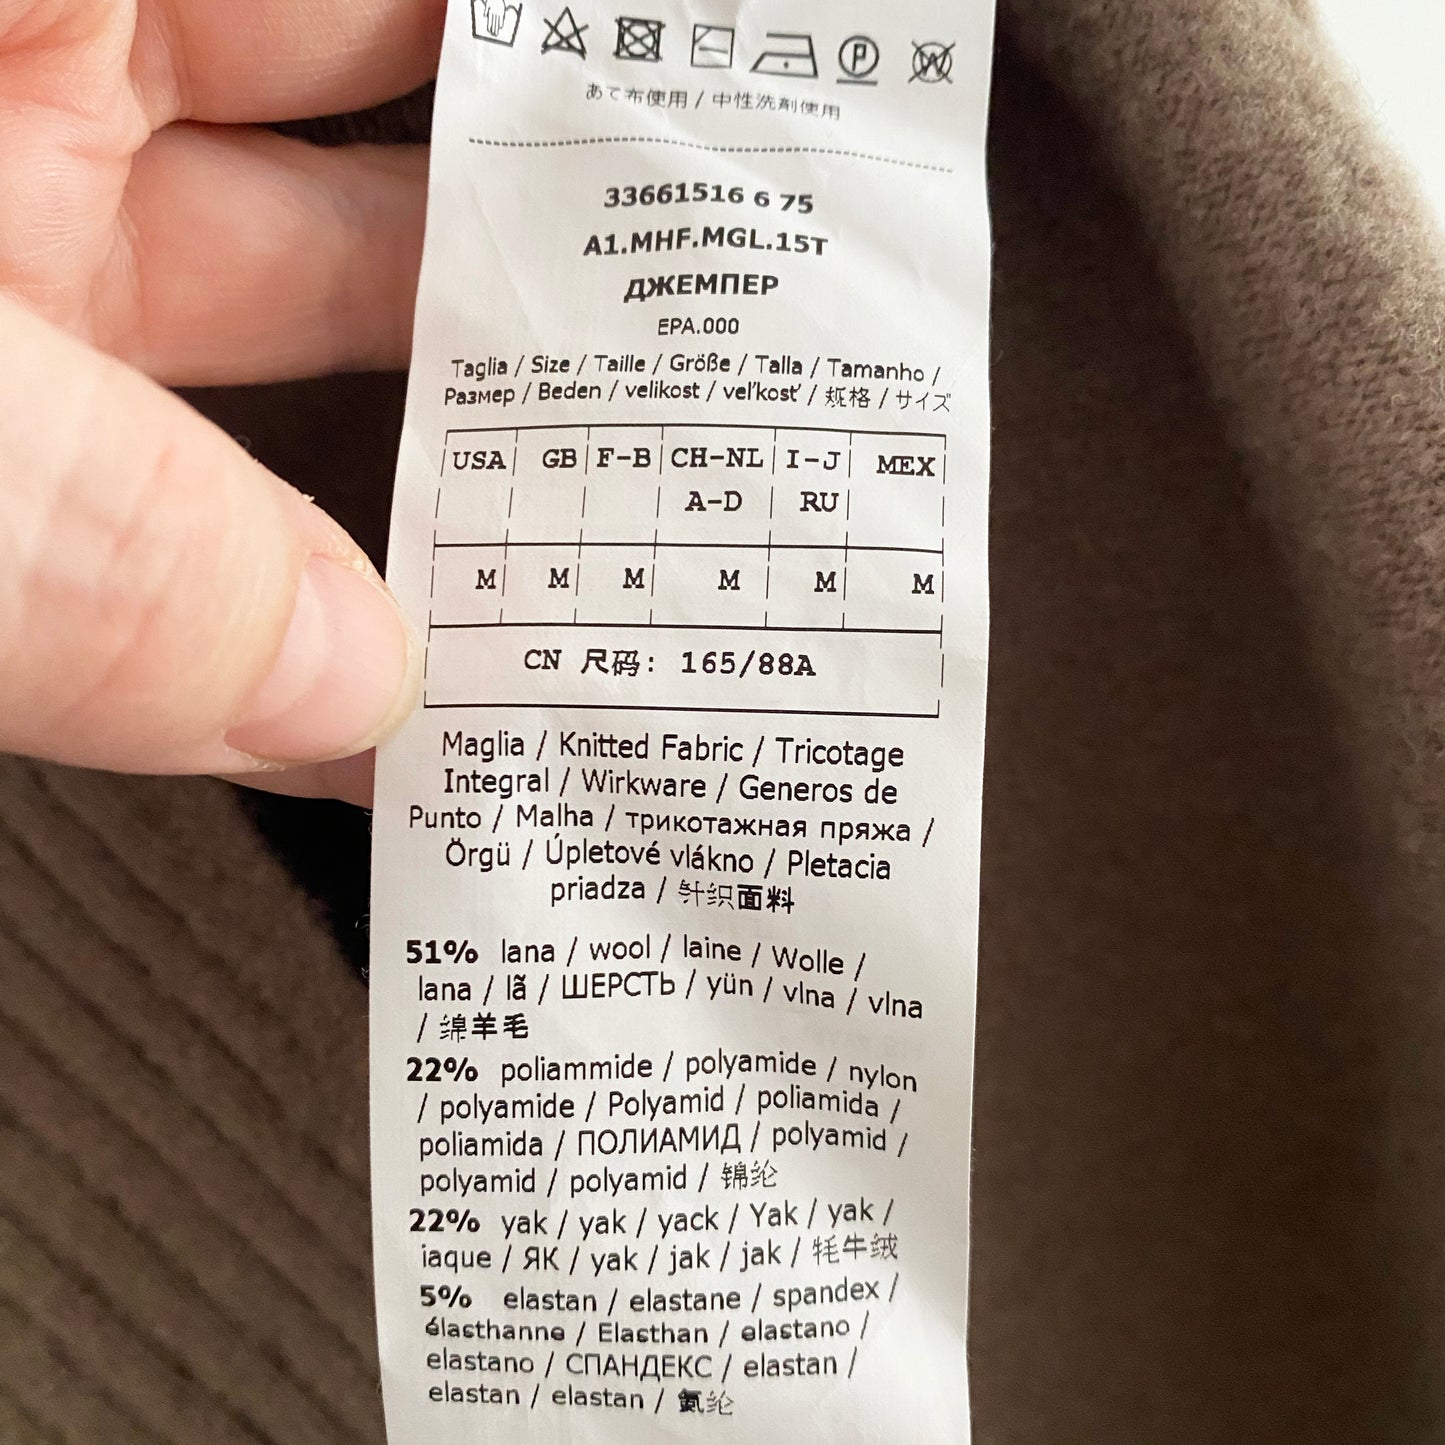 P W
あて布使用 / 中性洗剤使用
33661516 6 75
A1.MHF.MGL.15T
ДЖЕМПЕР
EPA.000
Taglia / Size / Taille / Größe / Talla / Tamanho /
Размер / Beden / velikost / veľkosť / 规格 / サイズ
USA GB F-B CH-NL I-J MEX
A-D RU
M M M M M M
CN 尺码: 165/88A
Maglia / Knitted Fabric / Tricotage
Integral / Wirkware / Generos de
Punto / Malha / трикотажная пряжа /
Örgü / Úpletové vlákno / Pletacia
priadza / 针织面料
51% lana / wool / laine / Wolle /
lana / lã / ШЕРСТЬ / yün / vlna / vlna
/ 绵羊毛
22% poliammide / polyamide / nylon
/ polyamide / Polyamid / poliamida /
poliamida / ПОЛИАМИД / polyamid /
polyamid / polyamid / 锦纶
22% yak / yak / yack / Yak / yak /
iaque / ЯК / yak / jak / jak / 牦牛绒
5% elastan / elastane / spandex /
élasthanne / Elasthan / elastano /
elastano / СПАНДЕКС / elastan /
elastan / elastan / 氨纶